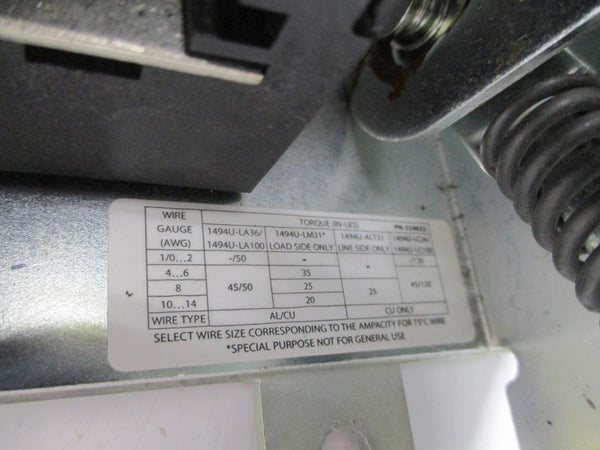 WIRE GAUGE (AWG) TORQUE (IN-LBS)
1494U-LA36/ 1494U-LM31* 1494U-ALT31
1494U-LA100 LOAD SIDE ONLY LINE SIDE ONLY
1/0...2 -/50 - - -/120
4...6 35
8 45/50 25 25 45/120
10...14 20
WIRE TYPE AL/CU CU ONLY
SELECT WIRE SIZE CORRESPONDING TO THE AMPACITY FOR 75°C WIRE
*SPECIAL PURPOSE NOT FOR GENERAL USE